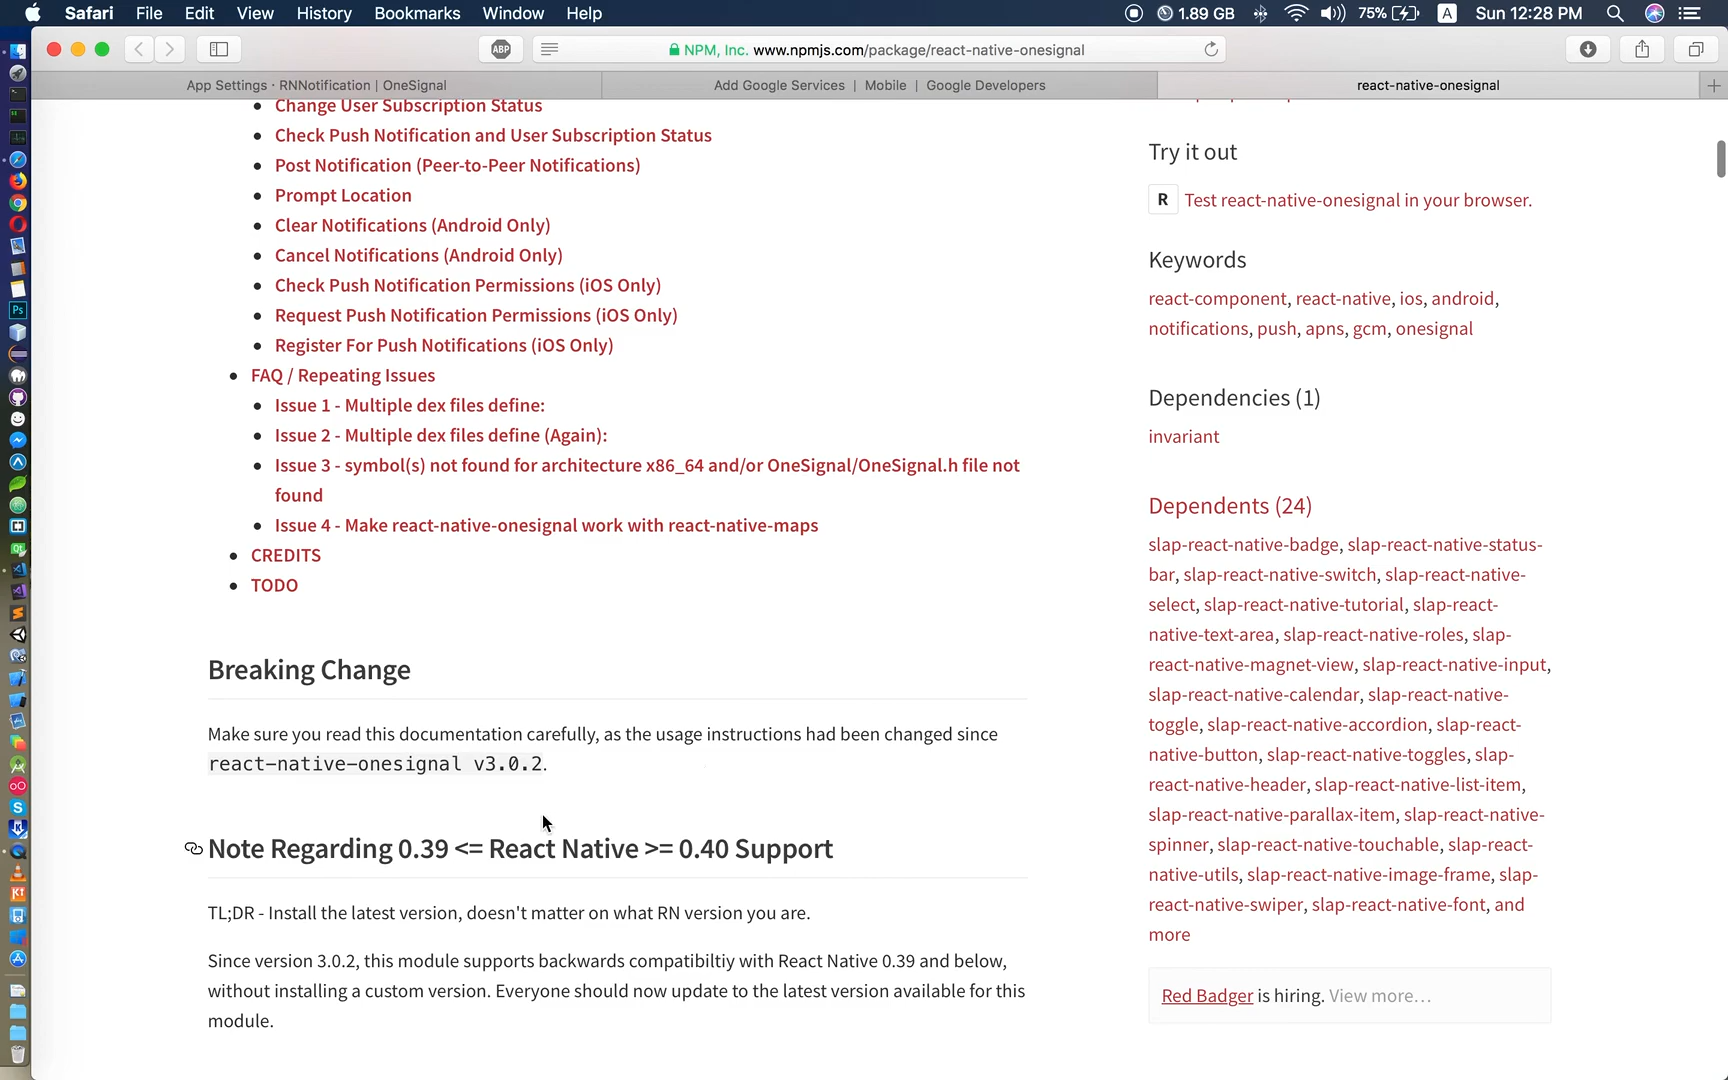 Safari File Edit View History Bookmarks Window Help 1.89 GB 75% A Sun 12:28 PM
ABP NPM, Inc. www.npmjs.com/package/react-native-onesignal
App Settings · RNNotification | OneSignal
Add Google Services | Mobile | Google Developers
react-native-onesignal
Change User Subscription Status
Check Push Notification and User Subscription Status
Post Notification (Peer-to-Peer Notifications)
Prompt Location
Clear Notifications (Android Only)
Cancel Notifications (Android Only)
Check Push Notification Permissions (iOS Only)
Request Push Notification Permissions (iOS Only)
Register For Push Notifications (iOS Only)
FAQ / Repeating Issues
Issue 1 - Multiple dex files define:
Issue 2 - Multiple dex files define (Again):
Issue 3 - symbol(s) not found for architecture x86_64 and/or OneSignal/OneSignal.h file not
found
Issue 4 - Make react-native-onesignal work with react-native-maps
CREDITS
TODO
Breaking Change
Make sure you read this documentation carefully, as the usage instructions had been changed since
react-native-onesignal v3.0.2.
Note Regarding 0.39 <= React Native >= 0.40 Support
TL;DR - Install the latest version, doesn't matter on what RN version you are.
Since version 3.0.2, this module supports backwards compatibiltiy with React Native 0.39 and below,
without installing a custom version. Everyone should now update to the latest version available for this
module.
Try it out
R Test react-native-onesignal in your browser.
Keywords
react-component, react-native, ios, android,
notifications, push, apns, gcm, onesignal
Dependencies (1)
invariant
Dependents (24)
slap-react-native-badge, slap-react-native-status-
bar, slap-react-native-switch, slap-react-native-
select, slap-react-native-tutorial, slap-react-
native-text-area, slap-react-native-roles, slap-
react-native-magnet-view, slap-react-native-input,
slap-react-native-calendar, slap-react-native-
toggle, slap-react-native-accordion, slap-react-
native-button, slap-react-native-toggles, slap-
react-native-header, slap-react-native-list-item,
slap-react-native-parallax-item, slap-react-native-
spinner, slap-react-native-touchable, slap-react-
native-utils, slap-react-native-image-frame, slap-
react-native-swiper, slap-react-native-font, and
more
Red Badger is hiring. View more…
Ps